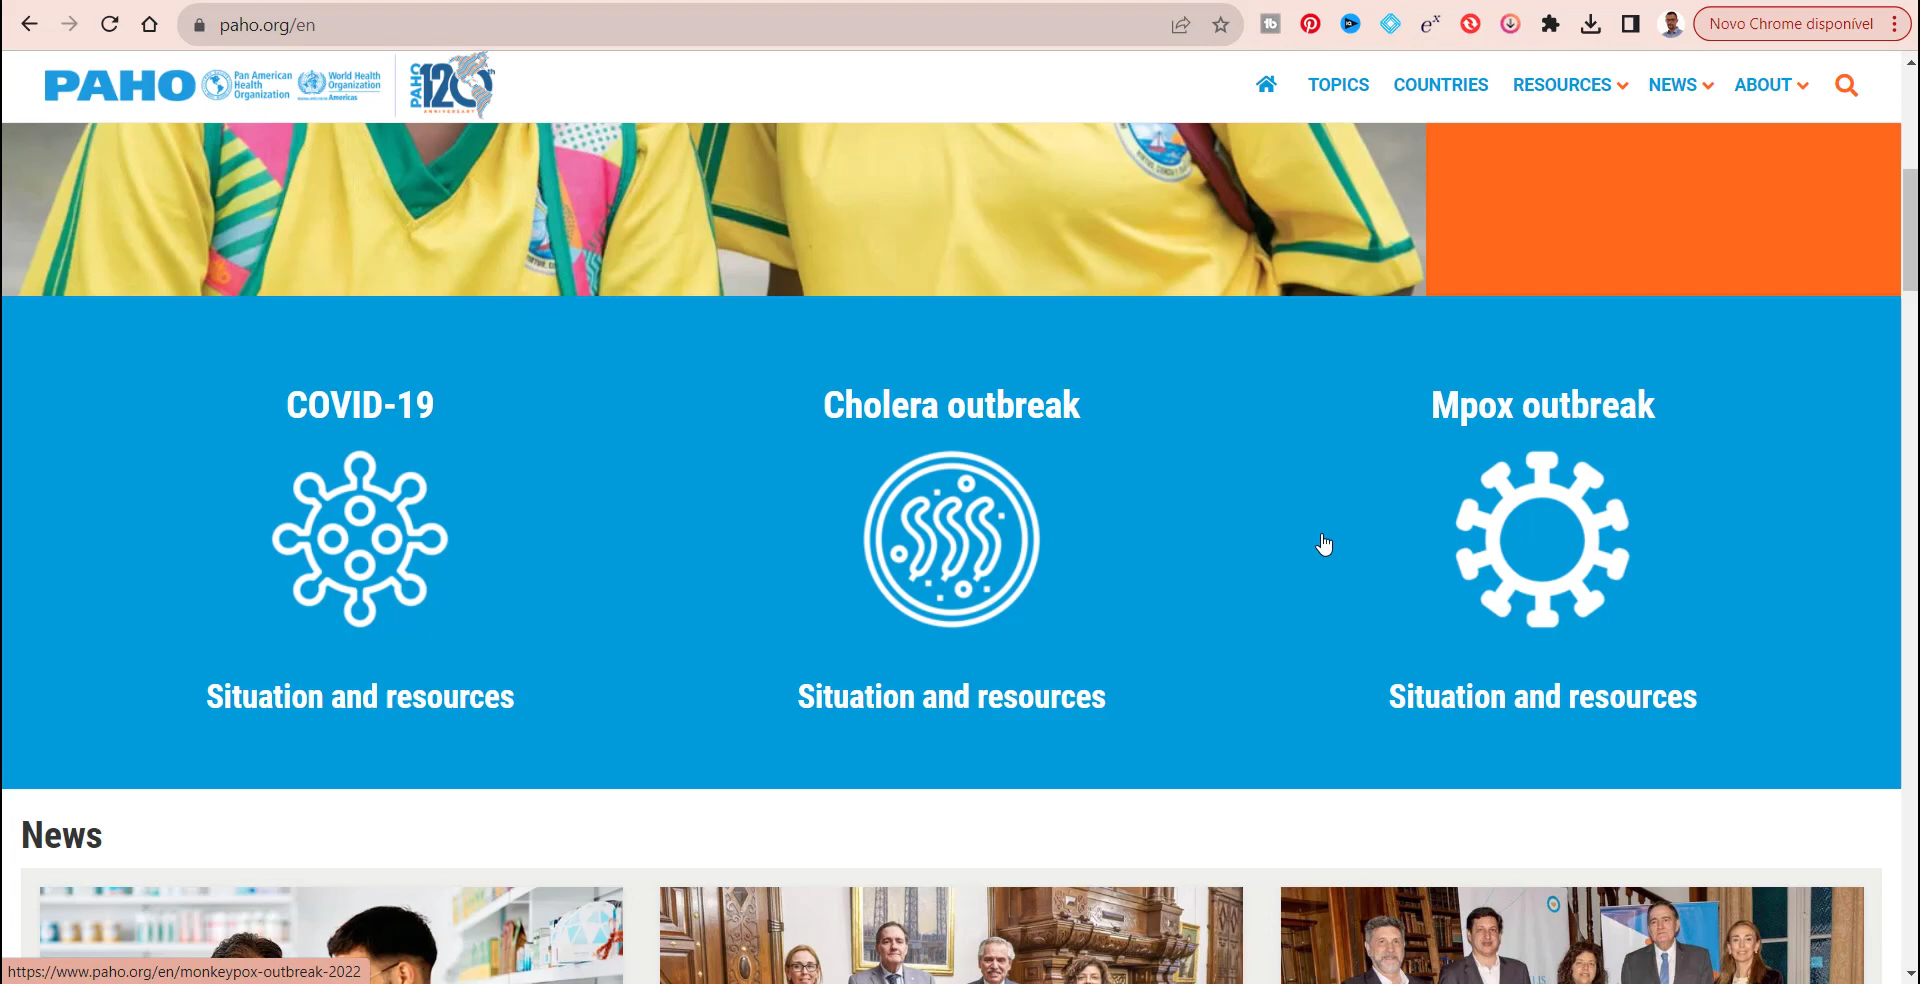 paho.org/en
Novo Chrome disponível
PAHO
Pan American
Health
Organization
World Health
Organization
Americas
PAHO
120th
ANNIVERSARY
TOPICS
COUNTRIES
RESOURCES
NEWS
ABOUT
COVID-19
Cholera outbreak
Mpox outbreak
Situation and resources
Situation and resources
Situation and resources
News
https://www.paho.org/en/monkeypox-outbreak-2022